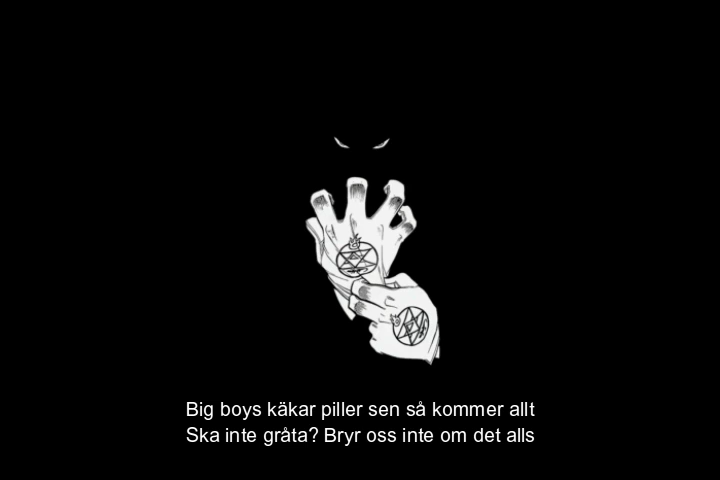 Big boys käkar piller sen så kommer allt
Ska inte gråta? Bryr oss inte om det alls